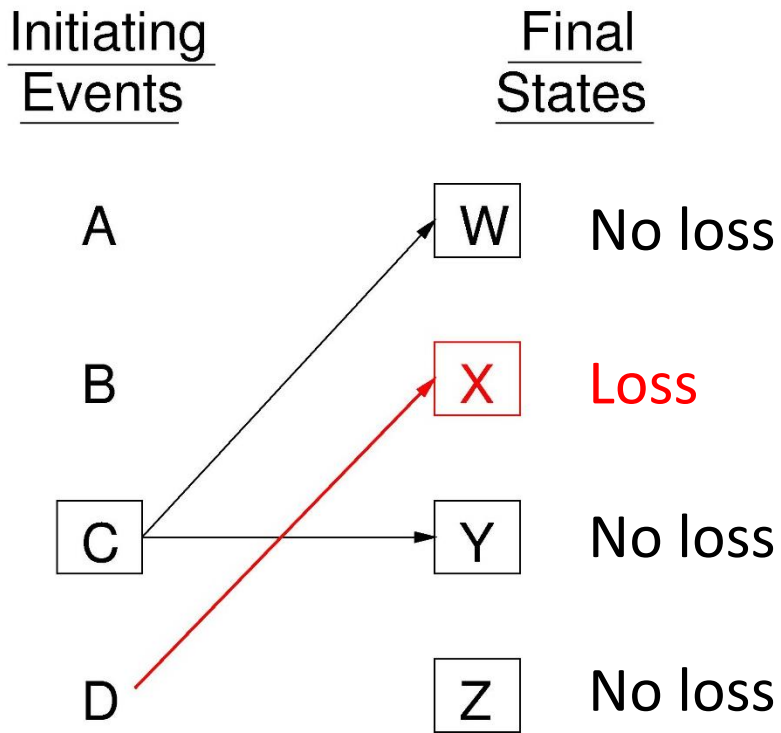 Initiating Events
Final States
A
W No loss
B
X Loss
C
Y No loss
D
Z No loss